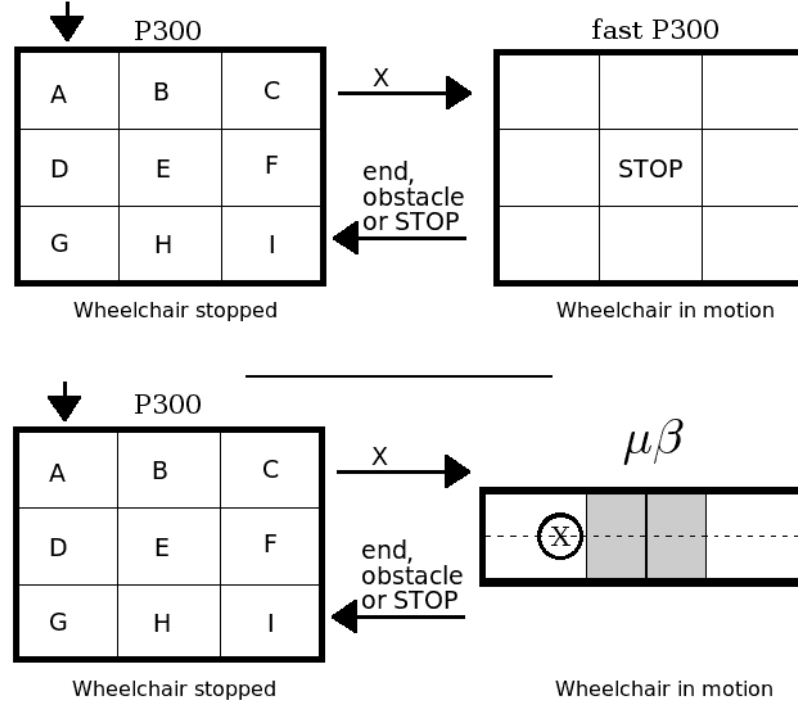 P300
fast P300
A B C
X
D E F
STOP
end,
obstacle
or STOP
G H I
Wheelchair stopped
Wheelchair in motion
P300
μβ
A B C
X
D E F
X
end,
obstacle
or STOP
G H I
Wheelchair stopped
Wheelchair in motion